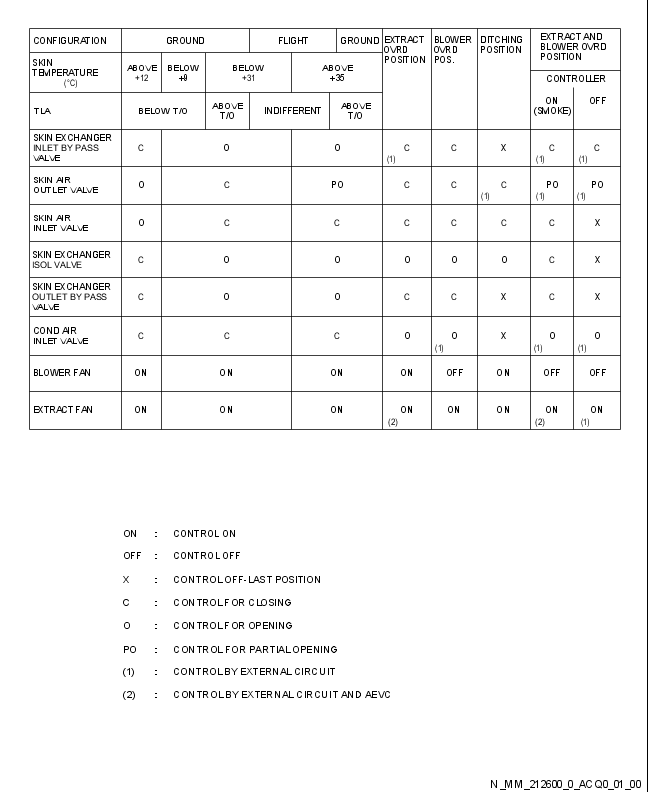 CONFIGURATION GROUND FLIGHT GROUND EXTRACT OVRD POSITION BLOWER OVRD POS. DITCHING POSITION EXTRACT AND BLOWER OVRD POSITION
SKIN TEMPERATURE (°C) ABOVE +12 BELOW +9 BELOW +31 ABOVE +35 CONTROLLER
TLA BELOW T/O ABOVE T/O INDIFFERENT ABOVE T/O ON (SMOKE) OFF
SKIN EXCHANGER INLET BY PASS VALVE C O O C (1) C X C (1) C (1)
SKIN AIR OUTLET VALVE O C PO C C C (1) PO (1) PO (1)
SKIN AIR INLET VALVE O C C C C C C X
SKIN EXCHANGER ISOL VALVE C O O O O O C X
SKIN EXCHANGER OUTLET BY PASS VALVE C O O C C X C X
COND AIR INLET VALVE C C C O O (1) X O (1) O (1)
BLOWER FAN ON ON ON ON OFF ON OFF OFF
EXTRACT FAN ON ON ON ON (2) ON ON ON (2) ON (1)
ON : CONTROL ON
OFF : CONTROL OFF
X : CONTROL OFF-LAST POSITION
C : CONTROL FOR CLOSING
O : CONTROL FOR OPENING
PO : CONTROL FOR PARTIAL OPENING
(1) : CONTROL BY EXTERNAL CIRCUIT
(2) : CONTROL BY EXTERNAL CIRCUIT AND AEVC
N_MM_212600_0_ACQ0_01_00